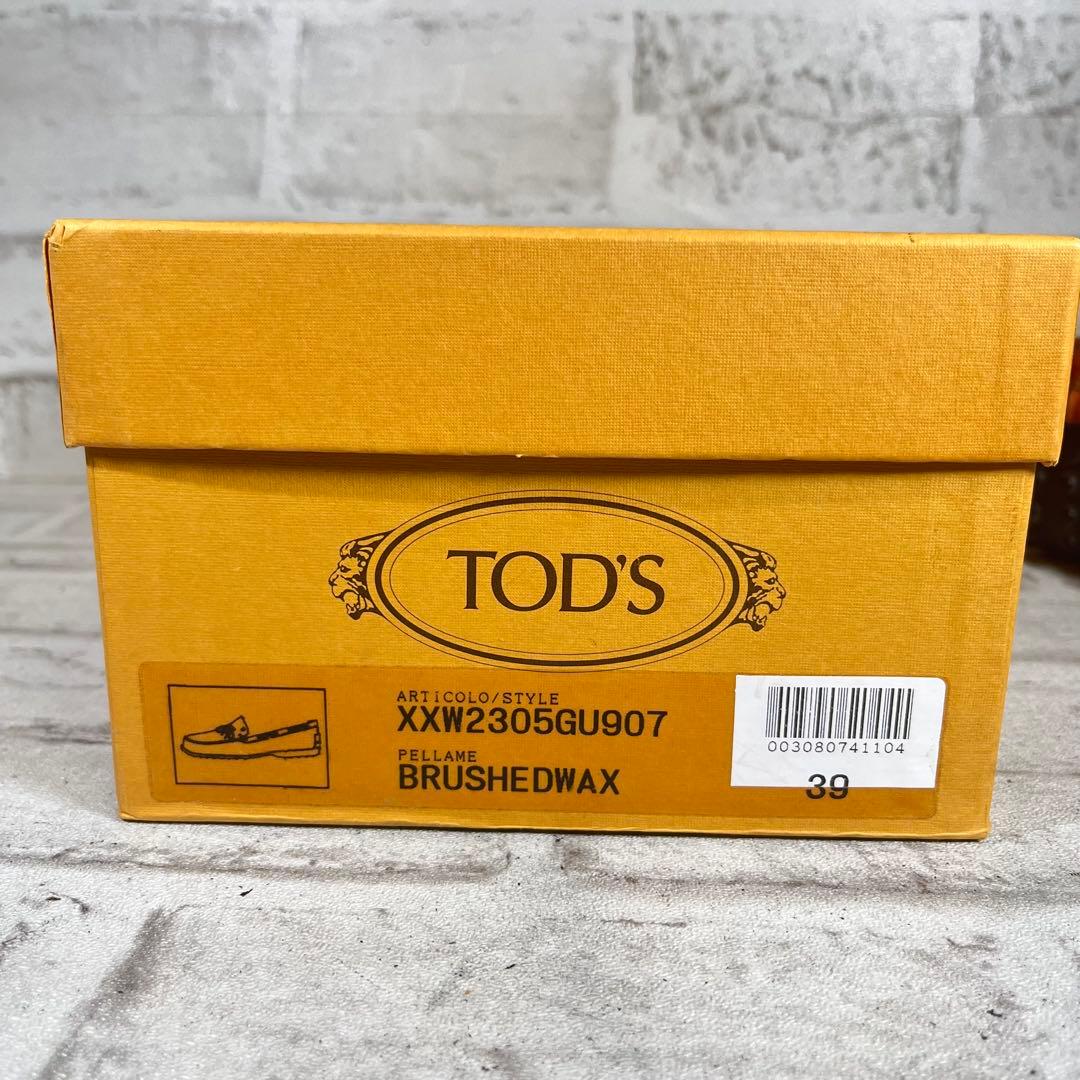 TOD'S
ARTICOLO/STYLE
XXW2305GU907
PELLAME
BRUSHEDWAX
003080741104
39